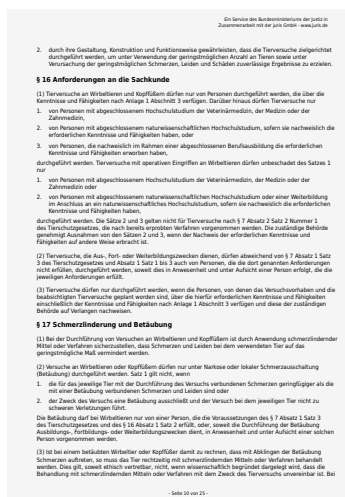 Ein Service des Bundesministeriums der Justiz in
Zusammenarbeit mit der juris GmbH - www.juris.de
2. durch ihre Gestaltung, Konstruktion und Funktionsweise gewährleisten, dass die Tierversuche zielgerichtet
durchgeführt werden, um unter Verwendung der geringstmöglichen Anzahl an Tieren sowie unter
Verursachung der geringstmöglichen Schmerzen, Leiden und Schäden zuverlässige Ergebnisse zu erzielen.
§ 16 Anforderungen an die Sachkunde
(1) Tierversuche an Wirbeltieren und Kopffüßern dürfen nur von Personen durchgeführt werden, die über die
Kenntnisse und Fähigkeiten nach Anlage 1 Abschnitt 3 verfügen. Darüber hinaus dürfen Tierversuche nur
1. von Personen mit abgeschlossenem Hochschulstudium der Veterinärmedizin, der Medizin oder der
Zahnmedizin,
2. von Personen mit abgeschlossenem naturwissenschaftlichen Hochschulstudium, sofern sie nachweislich die
erforderlichen Kenntnisse und Fähigkeiten haben, oder
3. von Personen, die nachweislich im Rahmen einer abgeschlossenen Berufsausbildung die erforderlichen
Kenntnisse und Fähigkeiten erworben haben,
durchgeführt werden. Tierversuche mit operativen Eingriffen an Wirbeltieren dürfen unbeschadet des Satzes 1
nur
1. von Personen mit abgeschlossenem Hochschulstudium der Veterinärmedizin, der Medizin oder der
Zahnmedizin oder
2. von Personen mit abgeschlossenem naturwissenschaftlichen Hochschulstudium oder einer Weiterbildung
im Anschluss an ein naturwissenschaftliches Hochschulstudium, sofern sie nachweislich die erforderlichen
Kenntnisse und Fähigkeiten haben,
durchgeführt werden. Die Sätze 2 und 3 gelten nicht für Tierversuche nach § 7 Absatz 2 Satz 2 Nummer 1
des Tierschutzgesetzes, die nach bereits erprobten Verfahren vorgenommen werden. Die zuständige Behörde
genehmigt Ausnahmen von den Sätzen 2 und 3, wenn der Nachweis der erforderlichen Kenntnisse und
Fähigkeiten auf andere Weise erbracht ist.
(2) Tierversuche, die Aus-, Fort- oder Weiterbildungszwecken dienen, dürfen abweichend von § 7 Absatz 1 Satz
3 des Tierschutzgesetzes und Absatz 1 Satz 1 bis 3 auch von Personen, die die dort genannten Anforderungen
nicht erfüllen, durchgeführt werden, soweit dies in Anwesenheit und unter Aufsicht einer Person erfolgt, die die
jeweiligen Anforderungen erfüllt.
(3) Tierversuche dürfen nur durchgeführt werden, wenn die Personen, von denen das Versuchsvorhaben und die
beabsichtigten Tierversuche geplant worden sind, über die hierfür erforderlichen Kenntnisse und Fähigkeiten
einschließlich der Kenntnisse und Fähigkeiten nach Anlage 1 Abschnitt 3 verfügen und diese der zuständigen
Behörde auf Verlangen nachweisen.
§ 17 Schmerzlinderung und Betäubung
(1) Bei der Durchführung von Versuchen an Wirbeltieren und Kopffüßern ist durch Anwendung schmerzlindernder
Mittel oder Verfahren sicherzustellen, dass Schmerzen und Leiden bei dem verwendeten Tier auf das
geringstmögliche Maß vermindert werden.
(2) Versuche an Wirbeltieren oder Kopffüßern dürfen nur unter Narkose oder lokaler Schmerzausschaltung
(Betäubung) durchgeführt werden. Satz 1 gilt nicht, wenn
1. die für das jeweilige Tier mit der Durchführung des Versuchs verbundenen Schmerzen geringfügiger als die
mit einer Betäubung verbundenen Schmerzen und Leiden sind oder
2. der Zweck des Versuchs eine Betäubung ausschließt und der Versuch bei dem jeweiligen Tier nicht zu
schweren Verletzungen führt.
Die Betäubung darf bei Wirbeltieren nur von einer Person, die die Voraussetzungen des § 7 Absatz 1 Satz 3
des Tierschutzgesetzes und des § 16 Absatz 1 Satz 2 erfüllt, oder, soweit die Durchführung der Betäubung
Ausbildungs-, Fortbildungs- oder Weiterbildungszwecken dient, in Anwesenheit und unter Aufsicht einer solchen
Person vorgenommen werden.
(3) Ist bei einem betäubten Wirbeltier oder Kopffüßer damit zu rechnen, dass mit Abklingen der Betäubung
Schmerzen auftreten, so muss das Tier rechtzeitig mit schmerzlindernden Mitteln oder Verfahren behandelt
werden. Dies gilt, soweit ethisch vertretbar, nicht, wenn wissenschaftlich begründet dargelegt wird, dass die
Behandlung mit schmerzlindernden Mitteln oder Verfahren mit dem Zweck des Tierversuchs unvereinbar ist. Bei
- Seite 10 von 25 -